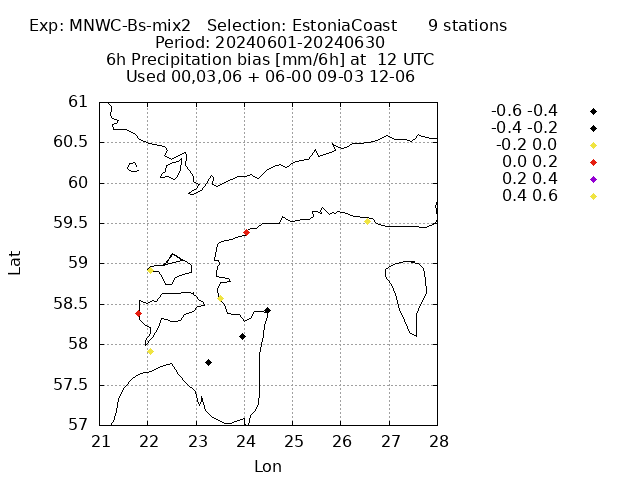 Exp: MNWC-Bs-mix2 Selection: EstoniaCoast 9 stations
Period: 20240601-20240630
6h Precipitation bias [mm/6h] at 12 UTC
Used 00,03,06 + 06-00 09-03 12-06
-0.6 -0.4
-0.4 -0.2
-0.2 0.0
0.0 0.2
0.2 0.4
0.4 0.6
61
60.5
60
59.5
59
58.5
58
57.5
57
Lat
21 22 23 24 25 26 27 28
Lon